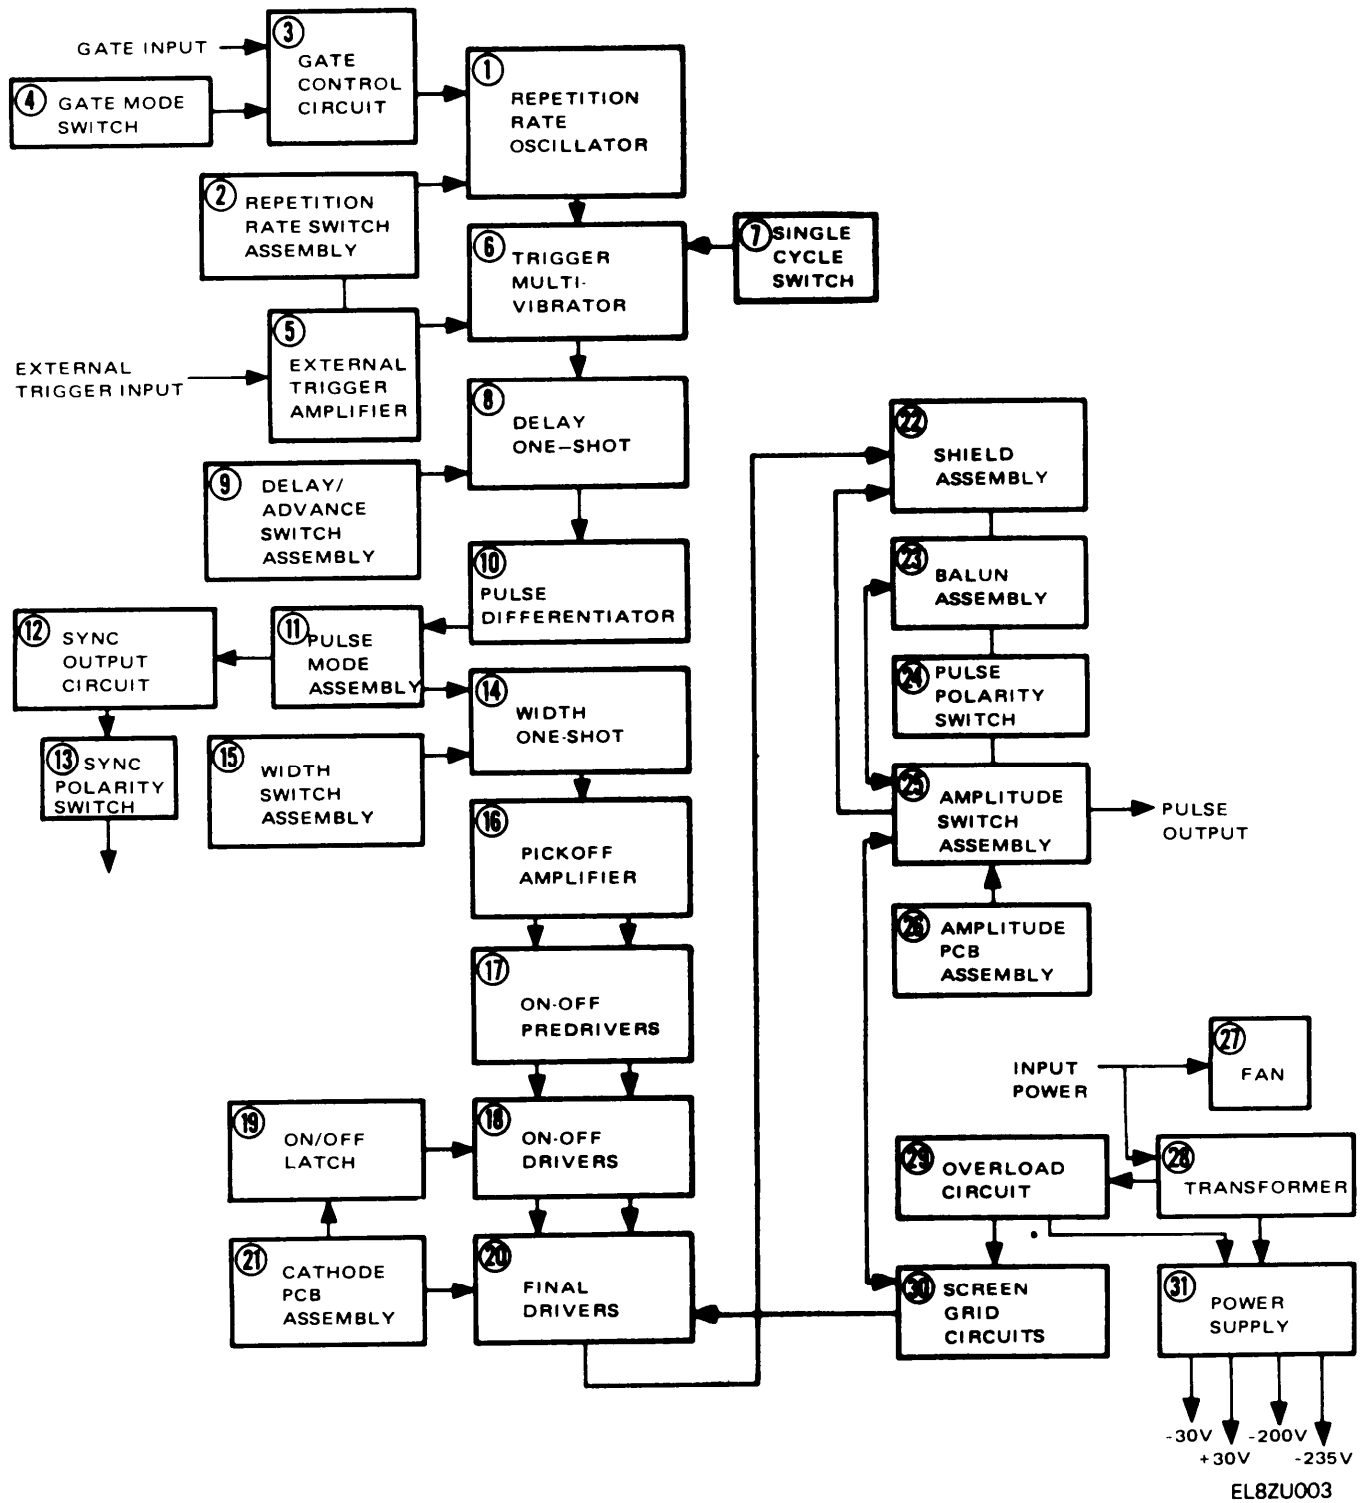 GATE INPUT
3
GATE
CONTROL
CIRCUIT
4 GATE MODE
SWITCH
1
REPETITION
RATE
OSCILLATOR
2
REPETITION
RATE SWITCH
ASSEMBLY
6
TRIGGER
MULTI-
VIBRATOR
7 SINGLE
CYCLE
SWITCH
5
EXTERNAL
TRIGGER
AMPLIFIER
EXTERNAL
TRIGGER INPUT
8
DELAY
ONE-SHOT
9
DELAY/
ADVANCE
SWITCH
ASSEMBLY
10
PULSE
DIFFERENTIATOR
11 PULSE
MODE
ASSEMBLY
12
SYNC
OUTPUT
CIRCUIT
13 SYNC
POLARITY
SWITCH
14
WIDTH
ONE-SHOT
15
WIDTH
SWITCH
ASSEMBLY
16
PICKOFF
AMPLIFIER
17
ON-OFF
PREDRIVERS
18
ON-OFF
DRIVERS
19
ON/OFF
LATCH
20
FINAL
DRIVERS
21
CATHODE
PCB
ASSEMBLY
22
SHIELD
ASSEMBLY
23
BALUN
ASSEMBLY
24 PULSE
POLARITY
SWITCH
25
AMPLITUDE
SWITCH
ASSEMBLY
PULSE
OUTPUT
26 AMPLITUDE
PCB
ASSEMBLY
INPUT
POWER
27
FAN
28
TRANSFORMER
29
OVERLOAD
CIRCUIT
30 SCREEN
GRID
CIRCUITS
31
POWER
SUPPLY
-30V
+30V
-200V
-235V
EL8ZU003